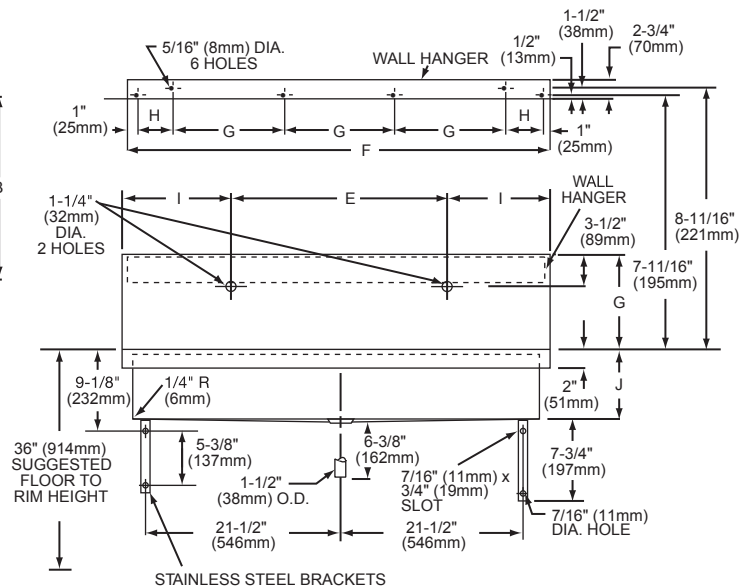 5/16" (8mm) DIA.
6 HOLES
WALL HANGER
1/2"
(13mm)
1-1/2"
(38mm)
2-3/4"
(70mm)
1"
(25mm)
H
G
G
G
H
1"
(25mm)
F
I
E
I
1-1/4"
(32mm)
DIA.
2 HOLES
WALL
HANGER
3-1/2"
(89mm)
8-11/16"
(221mm)
7-11/16"
(195mm)
G
9-1/8"
(232mm)
1/4" R
(6mm)
2"
(51mm)
J
36" (914mm)
SUGGESTED
FLOOR TO
RIM HEIGHT
5-3/8"
(137mm)
1-1/2"
(38mm) O.D.
6-3/8"
(162mm)
7/16" (11mm) x
3/4" (19mm)
SLOT
7-3/4"
(197mm)
21-1/2"
(546mm)
21-1/2"
(546mm)
7/16" (11mm)
DIA. HOLE
STAINLESS STEEL BRACKETS